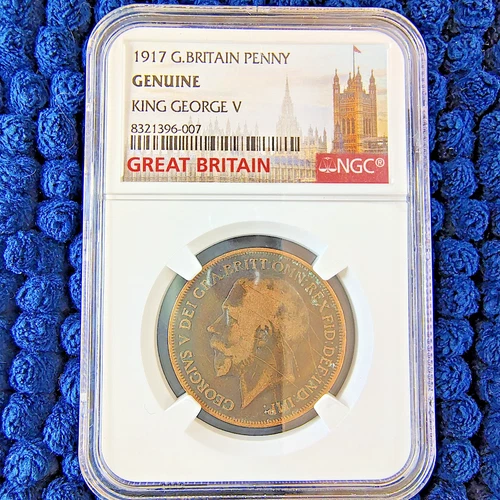 1917 G.BRITAIN PENNY
GENUINE
KING GEORGE V
8321396-007
GREAT BRITAIN
NGC®
GEORGIVS V DEI GRA:BRITT:OMN:REX FID:DEF:IND:IMP: